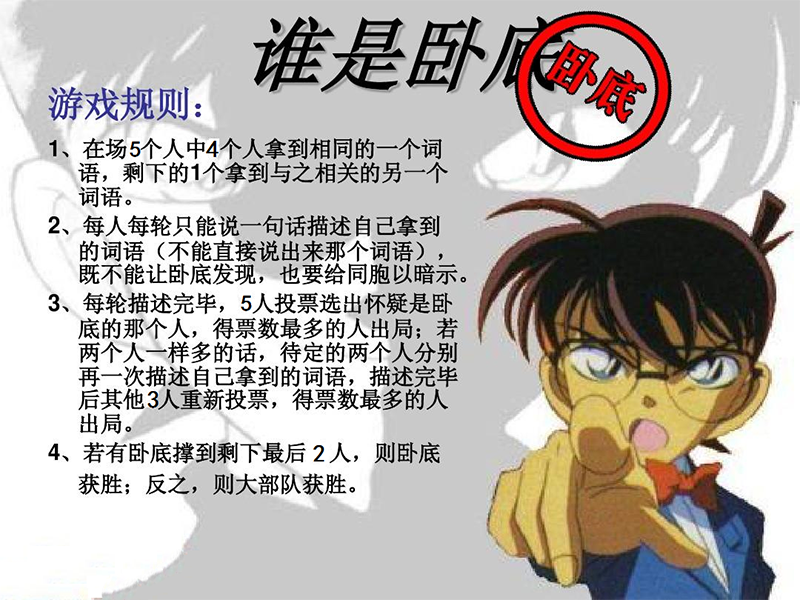 谁是卧底
卧底
游戏规则：
1、在场5个人中4个人拿到相同的一个词
语，剩下的1个拿到与之相关的另一个
词语。
2、每人每轮只能说一句话描述自己拿到
的词语（不能直接说出来那个词语），
既不能让卧底发现，也要给同胞以暗示。
3、每轮描述完毕，5人投票选出怀疑是卧
底的那个人，得票数最多的人出局；若
两个人一样多的话，待定的两个人分别
再一次描述自己拿到的词语，描述完毕
后其他3人重新投票，得票数最多的人
出局。
4、若有卧底撑到剩下最后2人，则卧底
获胜；反之，则大部队获胜。